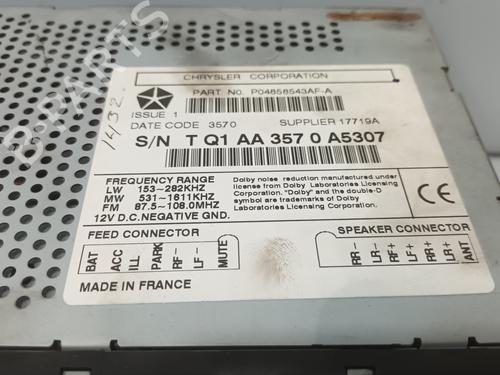 CHRYSLER CORPORATION
PART NO. P04858543AF-A
ISSUE 1
DATE CODE 3570 SUPPLIER 17719A
S/N T Q1 AA 357 0 A5307
1432.
FREQUENCY RANGE
LW 153-282KHZ
MW 531-1611KHZ
FM 87.5-108.0MHZ
12V D.C. NEGATIVE GND.
Dolby noise reduction manufactured under
license from Dolby Laboratories Licensing
Corporation. "Dolby" and the double-D
symbol are trademarks of Dolby
Laboratories Licensing Corporation.
CE
FEED CONNECTOR
BAT
ACC
ILL
PARK
RF-
LF-
MUTE
SPEAKER CONNECTOR
RR-
LR-
RF+
LF+
RR+
LR+
ANT
MADE IN FRANCE